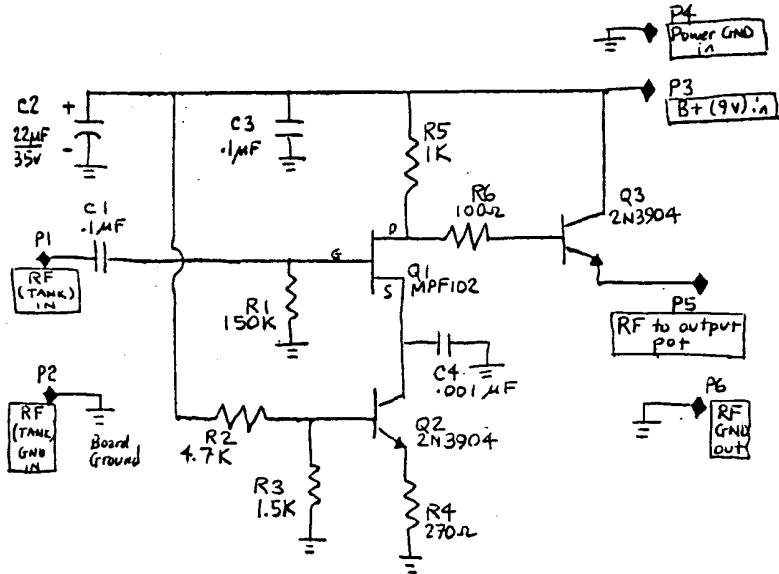 P4
Power GND
in
P3
B+ (9v) in
C2
+
22µF
35v
-
C3
.1µF
R5
1K
R6
100Ω
Q3
2N3904
C1
.1µF
P1
RF
(TANK)
IN
G
D
S
Q1
MPF102
R1
150K
P5
RF to output
pot
C4
.001µF
P2
RF
(TANK)
GND
IN
Board
Ground
R2
4.7K
Q2
2N3904
P6
RF
GND
out
R3
1.5K
R4
270Ω